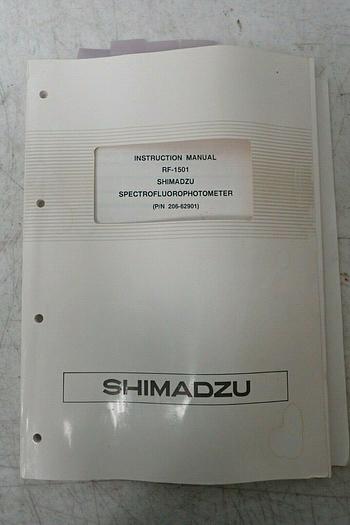 INSTRUCTION MANUAL
RF-1501
SHIMADZU
SPECTROFLUOROPHOTOMETER
(P/N 206-62901)
SHIMADZU